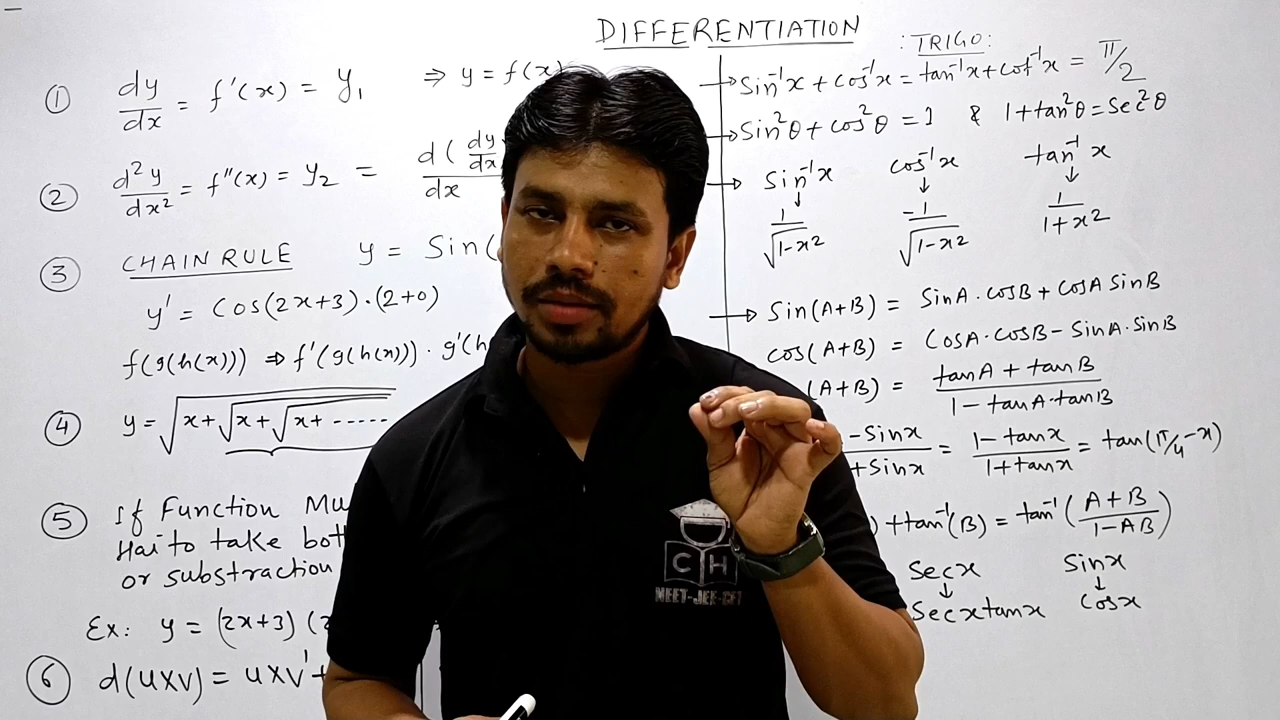 DIFFERENTIATION
① dy/dx = f'(x) = y₁ ⇒ y = f(x)
② d²y/dx² = f''(x) = y₂ = d(dy/dx)/dx
③ CHAIN RULE y = Sin(
y' = Cos(2x+3)·(2+0)
f(g(h(x))) ⇒ f'(g(h(x)))·g'(h
④ y = √x+√x+√x+ -----
⑤ If Function Mu
Hai to take bot
or substraction
Ex: y = (2x+3)(2
⑥ d(uxv) = uxv' +
: TRIGO:
→ Sin⁻¹x + cos⁻¹x = tan⁻¹x + cot⁻¹x = π/2
→ Sin²θ + cos²θ = 1 & 1+tan²θ = Sec²θ
→ Sin⁻¹x cos⁻¹x tan⁻¹x
↓ ↓ ↓
1/√1-x² -1/√1-x² 1/1+x²
→ Sin(A+B) = SinA·cosB + cosA SinB
cos(A+B) = CosA·cosB - SinA·SinB
(A+B) = tanA + tanB / 1 - tanA·tanB
-Sinx/+Sinx = 1-tanx/1+tanx = tan(π/4-x)
) + tan⁻¹(B) = tan⁻¹(A+B/1-AB)
Secx Sinx
↓ ↓
Secxtanx Cosx
CH
NEET-JEE-CET